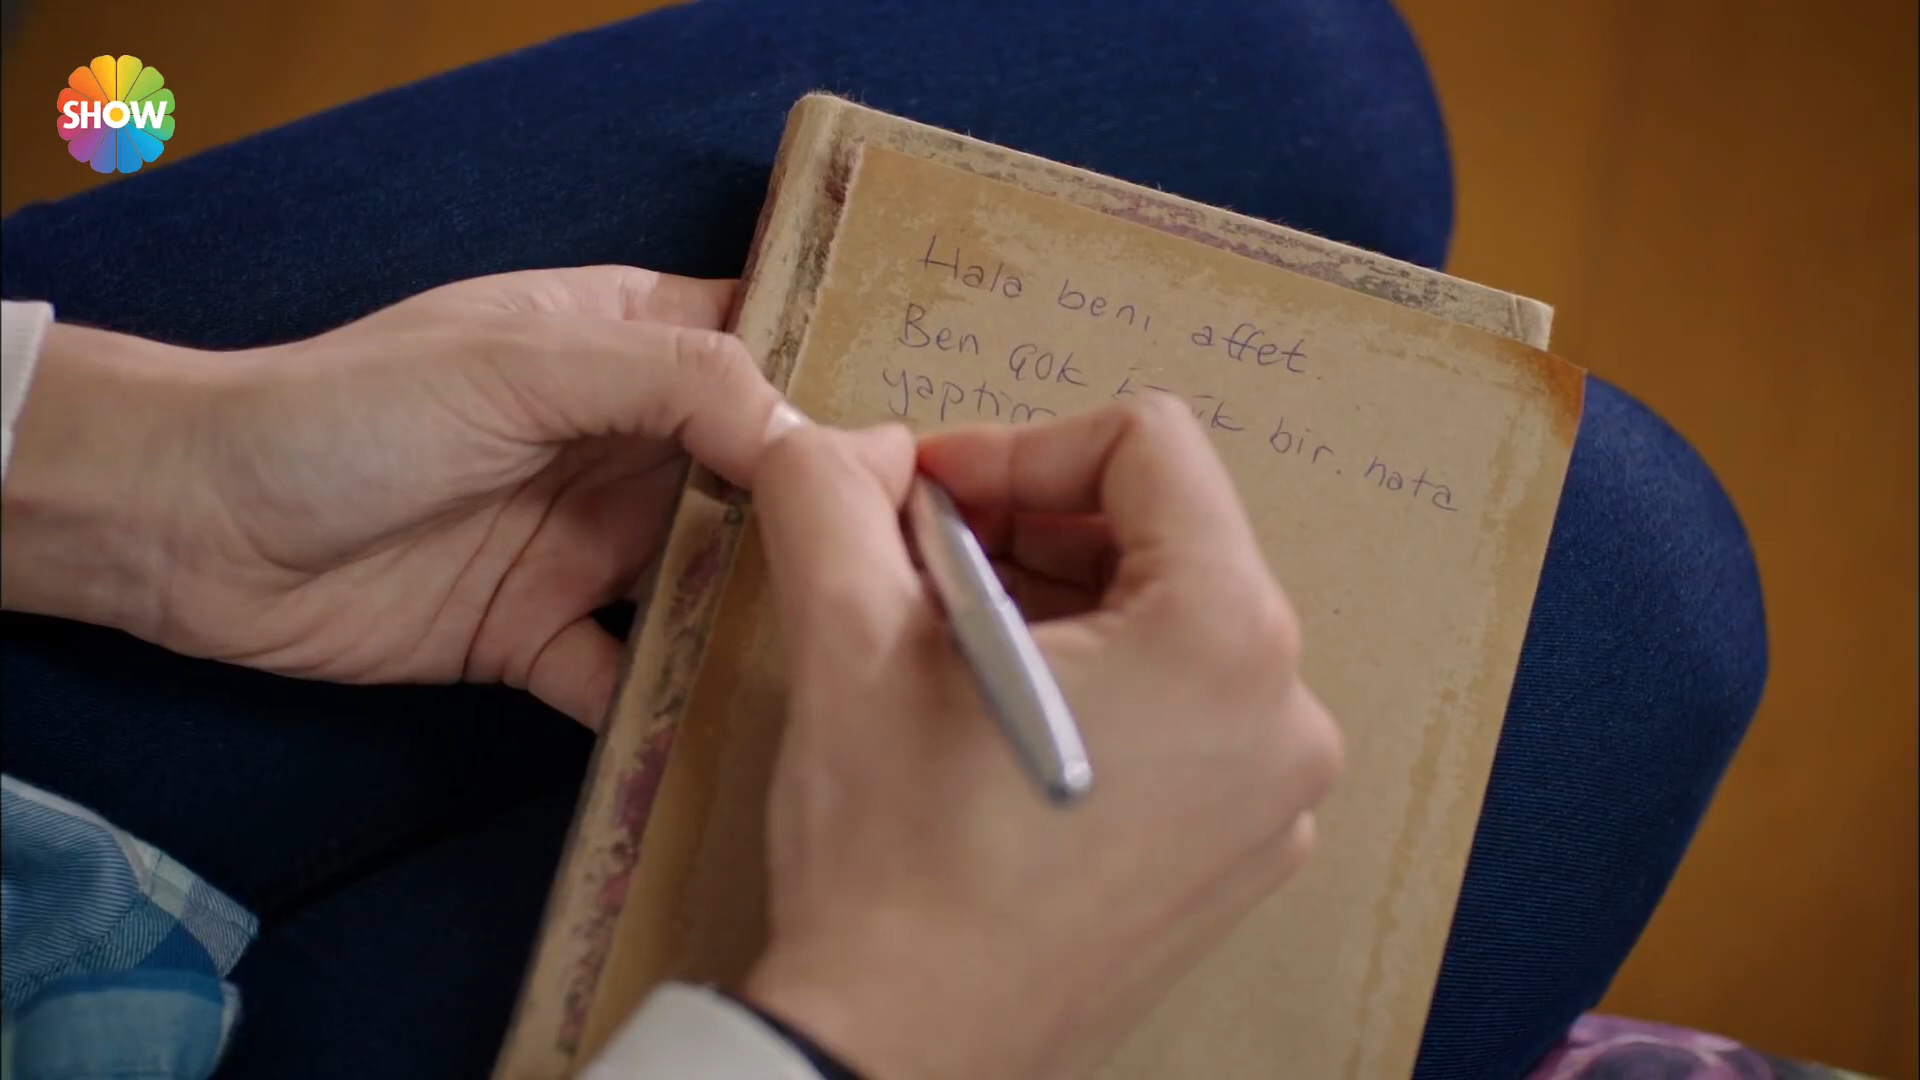 SHOW
Hala beni affet.
Ben çok bir. hata
yaptım